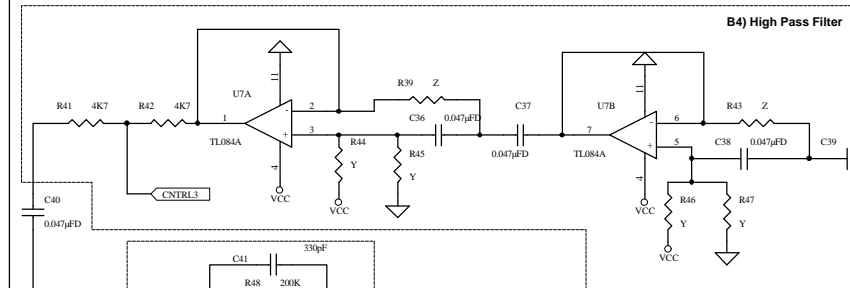 B4) High Pass Filter
U7A
11
R41
4K7
R42
4K7
1
2
-
3
+
TL084A
4
VCC
CNTRL3
C40
0.047µFD
R39
Z
C36
0.047µFD
C37
0.047µFD
R44
Y
VCC
R45
Y
U7B
11
7
6
-
5
+
TL084A
4
VCC
R43
Z
C38
0.047µFD
C39
R46
Y
VCC
R47
Y
330pF
C41
R48
200K